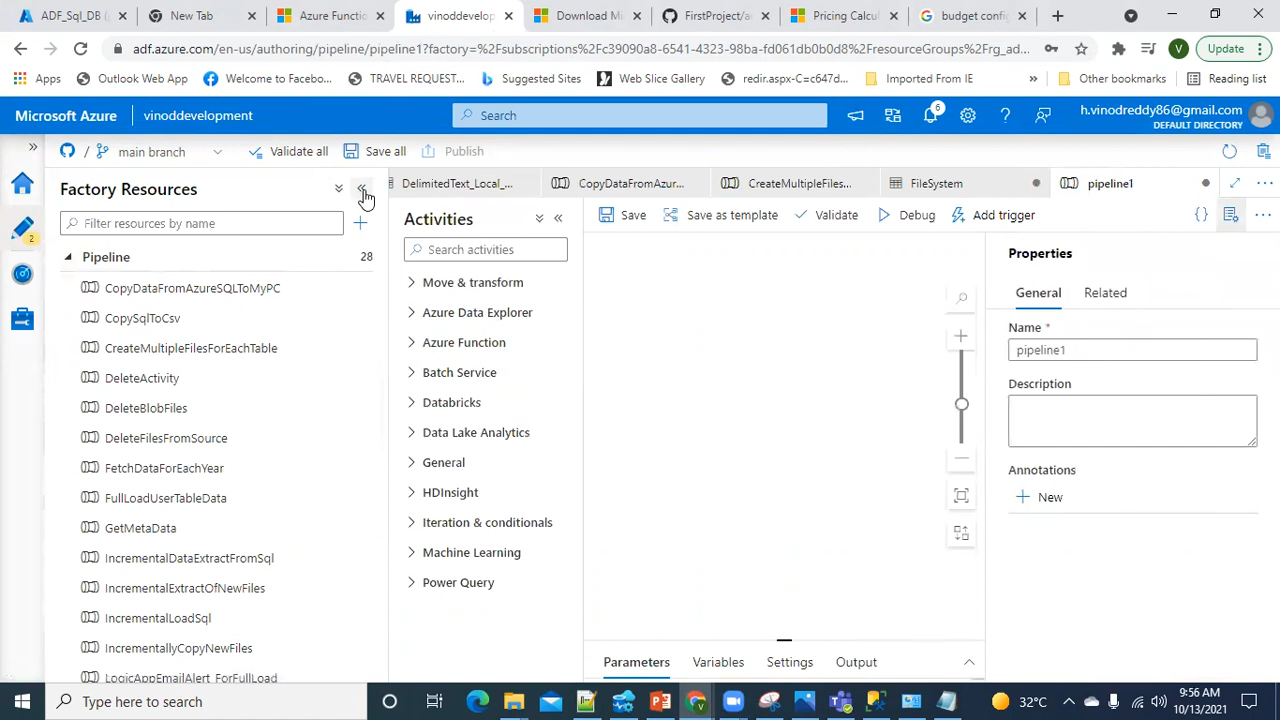 ADF_Sql_DB (
New Tab
Azure Functi
vinoddevelop
Download Mi
FirstProject/a
Pricing Calcu
budget confi
adf.azure.com/en-us/authoring/pipeline/pipeline1?factory=%2Fsubscriptions%2Fc39090a8-6541-4323-98ba-fd061db0b0d8%2FresourceGroups%2Frg_ad...
V
Update
Apps
Outlook Web App
Welcome to Facebo...
TRAVEL REQUEST...
Suggested Sites
Web Slice Gallery
redir.aspx-C=c647d...
Imported From IE
Other bookmarks
Reading list
Microsoft Azure
vinoddevelopment
Search
6
h.vinodreddy86@gmail.com
DEFAULT DIRECTORY
/ main branch
Validate all
Save all
Publish
Factory Resources
DelimitedText_Local_...
CopyDataFromAzur...
CreateMultipleFiles...
FileSystem
pipeline1
Filter resources by name
Activities
Save
Save as template
Validate
Debug
Add trigger
{}
2
Pipeline 28
Search activities
CopyDataFromAzureSQLToMyPC
CopySqlToCsv
CreateMultipleFilesForEachTable
DeleteActivity
DeleteBlobFiles
DeleteFilesFromSource
FetchDataForEachYear
FullLoadUserTableData
GetMetaData
IncrementalDataExtractFromSql
IncrementalExtractOfNewFiles
IncrementalLoadSql
IncrementallyCopyNewFiles
LogicAppEmailAlert_ForFullLoad
Move & transform
Azure Data Explorer
Azure Function
Batch Service
Databricks
Data Lake Analytics
General
HDInsight
Iteration & conditionals
Machine Learning
Power Query
Properties
General
Related
Name *
pipeline1
Description
Annotations
New
Parameters
Variables
Settings
Output
Type here to search
32°C
9:56 AM
10/13/2021